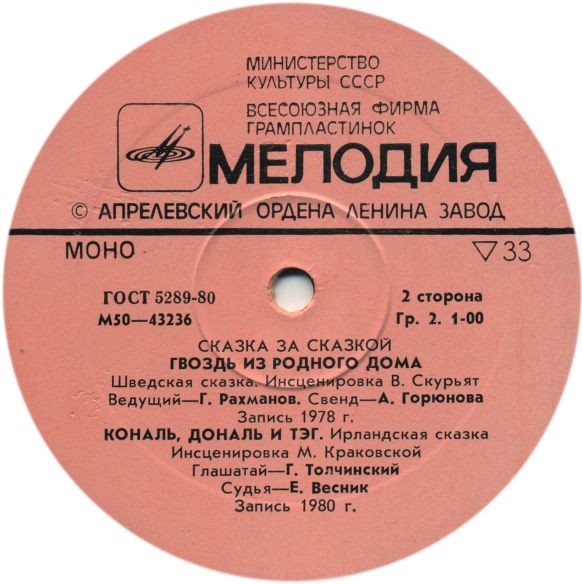 МИНИСТЕРСТВО
КУЛЬТУРЫ СССР
ВСЕСОЮЗНАЯ ФИРМА
ГРАМПЛАСТИНОК
МЕЛОДИЯ
© АПРЕЛЕВСКИЙ ОРДЕНА ЛЕНИНА ЗАВОД
МОНО ▽33
ГОСТ 5289-80 2 сторона
М50—43236 Гр. 2. 1-00
СКАЗКА ЗА СКАЗКОЙ
ГВОЗДЬ ИЗ РОДНОГО ДОМА
Шведская сказка. Инсценировка В. Скурьят
Ведущий—Г. Рахманов. Свенд—А. Горюнова
Запись 1978 г.
КОНАЛЬ, ДОНАЛЬ И ТЭГ. Ирландская сказка
Инсценировка М. Краковской
Глашатай—Г. Толчинский
Судья—Е. Весник
Запись 1980 г.